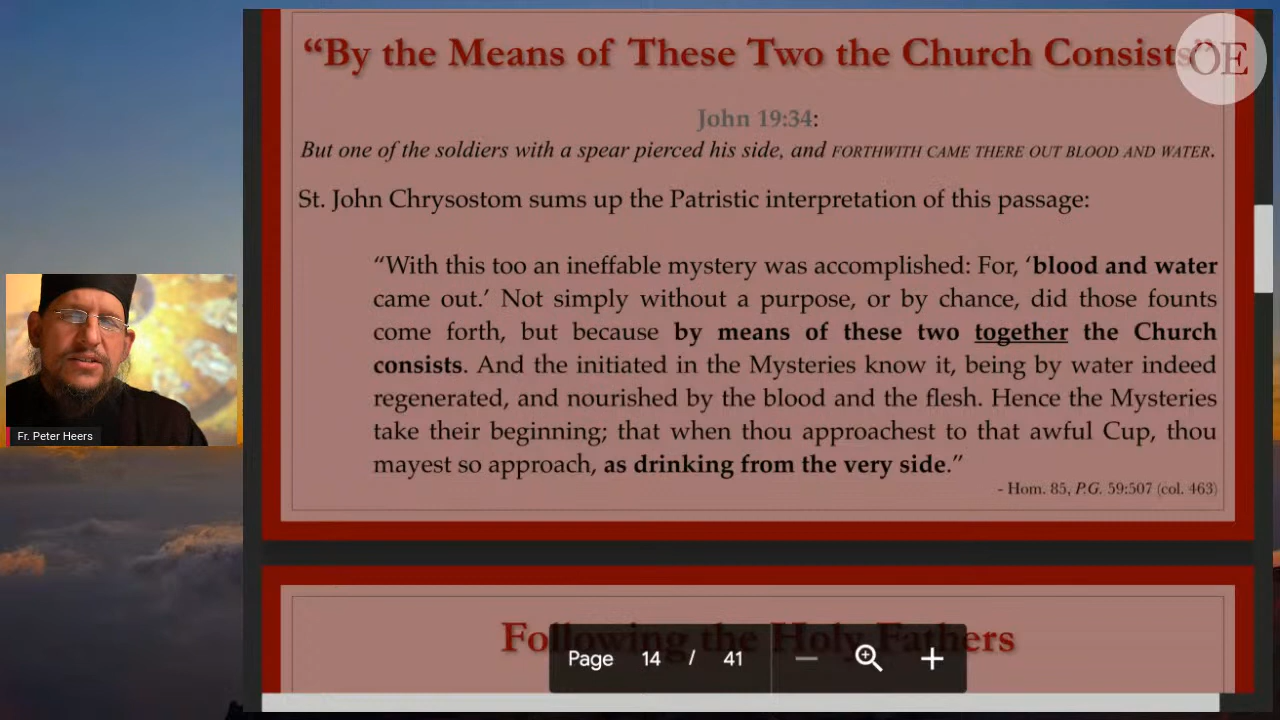 “By the Means of These Two the Church Consists”
OE
John 19:34:
But one of the soldiers with a spear pierced his side, and FORTHWITH CAME THERE OUT BLOOD AND WATER.
St. John Chrysostom sums up the Patristic interpretation of this passage:
“With this too an ineffable mystery was accomplished: For, ‘blood and water
came out.’ Not simply without a purpose, or by chance, did those founts
come forth, but because by means of these two together the Church
consists. And the initiated in the Mysteries know it, being by water indeed
regenerated, and nourished by the blood and the flesh. Hence the Mysteries
take their beginning; that when thou approachest to that awful Cup, thou
mayest so approach, as drinking from the very side.”
- Hom. 85, P.G. 59:507 (col. 463)
Fr. Peter Heers
Following the Holy Fathers
Page 14 / 41